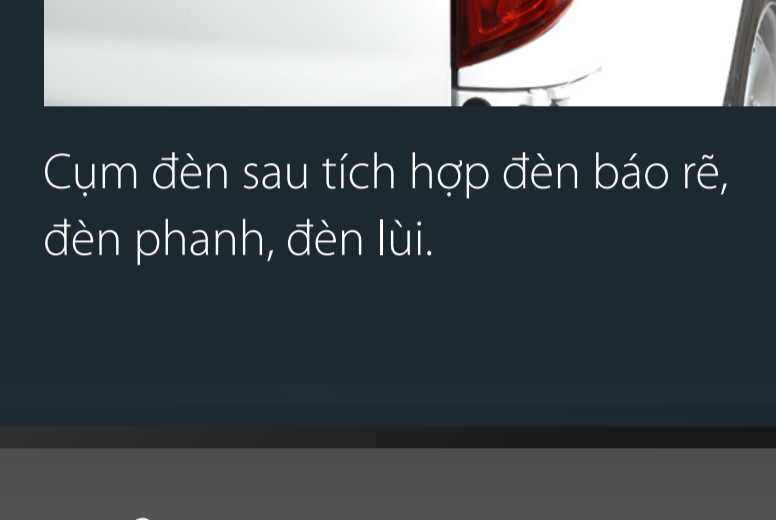 Cụm đèn sau tích hợp đèn báo rẽ,
đèn phanh, đèn lùi.